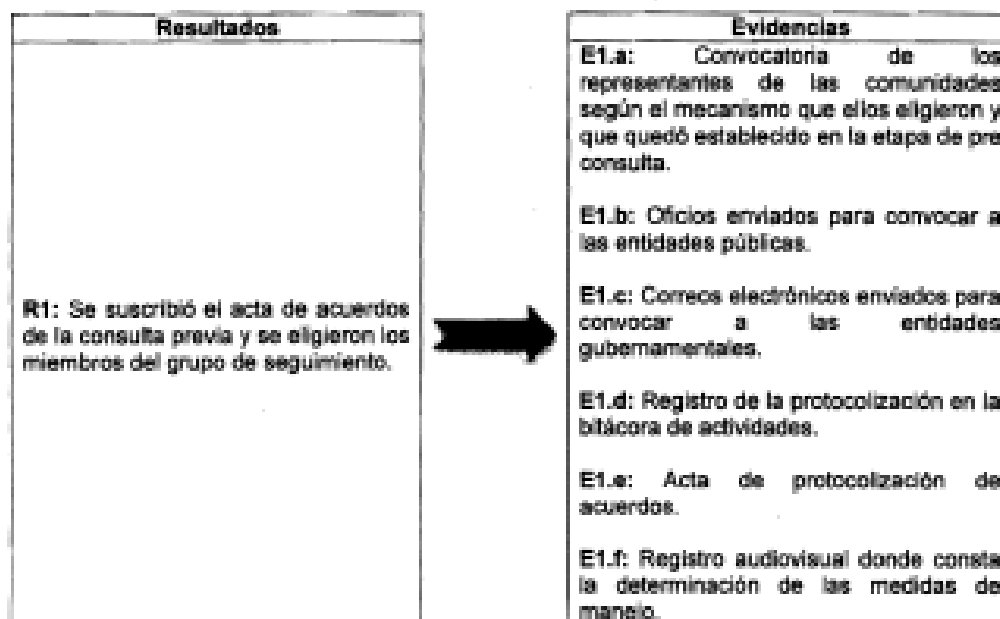 Resultados
R1: Se suscribió el acta de acuerdos
de la consulta previa y se eligieron los
miembros del grupo de seguimiento.
Evidencias
E1.a: Convocatoria de los
representantes de las comunidades
según el mecanismo que ellos eligieron y
que quedó establecido en la etapa de pre
consulta.
E1.b: Oficios enviados para convocar a
las entidades públicas.
E1.c: Correos electrónicos enviados para
convocar a las entidades
gubernamentales.
E1.d: Registro de la protocolización en la
bitácora de actividades.
E1.e: Acta de protocolización de
acuerdos.
E1.f: Registro audiovisual donde consta
la determinación de las medidas de
manejo.